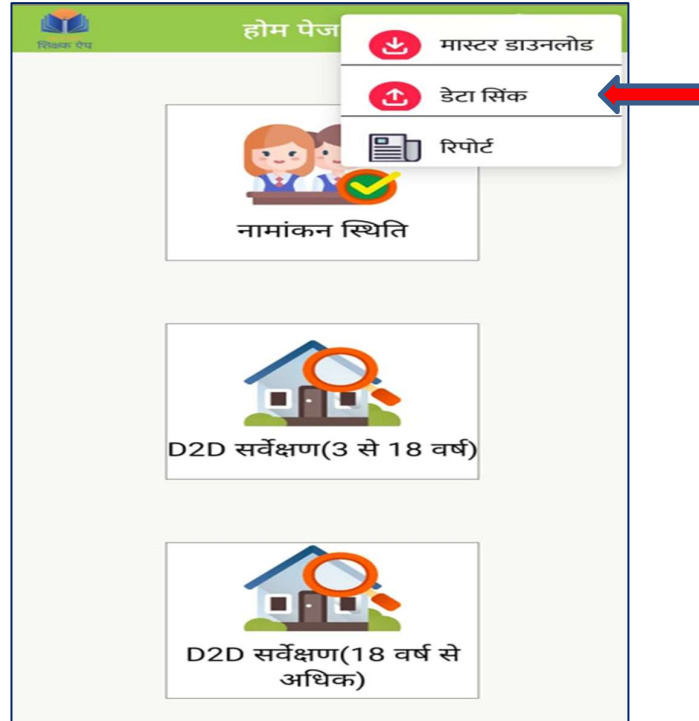 शिक्षक ऐप
होम पेज
मास्टर डाउनलोड
डेटा सिंक
रिपोर्ट
नामांकन स्थिति
D2D सर्वेक्षण(3 से 18 वर्ष)
D2D सर्वेक्षण(18 वर्ष से
अधिक)